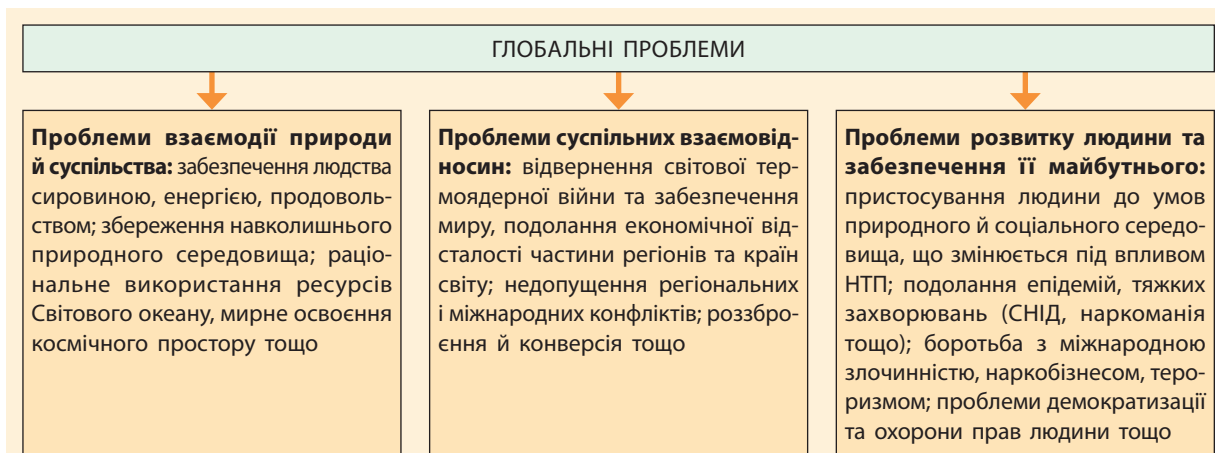 ГЛОБАЛЬНІ ПРОБЛЕМИ
Проблеми взаємодії природи
й суспільства: забезпечення людства
сировиною, енергією, продоволь-
ством; збереження навколишнього
природного середовища; раціо-
нальне використання ресурсів
Світового океану, мирне освоєння
космічного простору тощо
Проблеми суспільних взаємовід-
носин: відвернення світової тер-
моядерної війни та забезпечення
миру, подолання економічної від-
сталості частини регіонів та країн
світу; недопущення регіональних
і міжнародних конфліктів; роззбро-
єння й конверсія тощо
Проблеми розвитку людини та
забезпечення її майбутнього:
пристосування людини до умов
природного й соціального середо-
вища, що змінюється під впливом
НТП; подолання епідемій, тяжких
захворювань (СНІД, наркоманія
тощо); боротьба з міжнародною
злочинністю, наркобізнесом, теро-
ризмом; проблеми демократизації
та охорони прав людини тощо